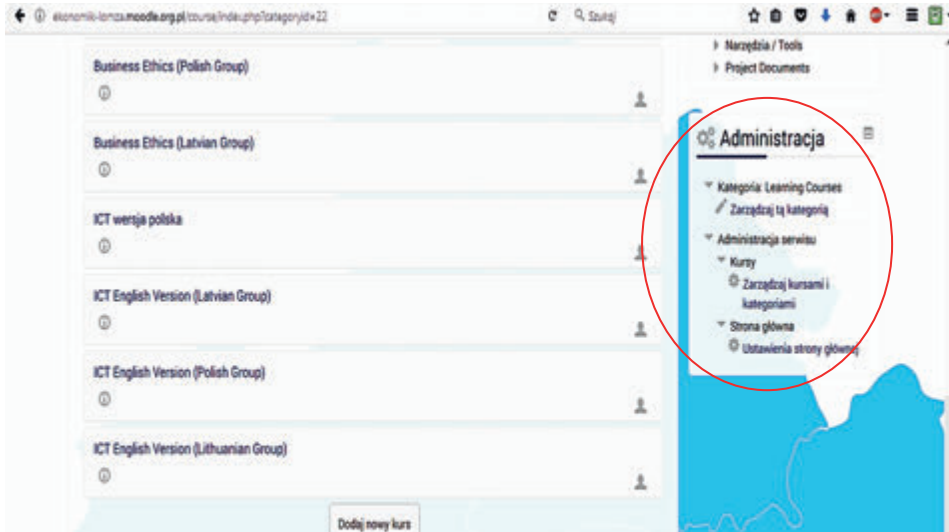 ekonomik-lomza.moodle.org.pl/course/index.php?categoryid=22
Szukaj
Business Ethics (Polish Group)
Business Ethics (Latvian Group)
ICT wersja polska
ICT English Version (Latvian Group)
ICT English Version (Polish Group)
ICT English Version (Lithuanian Group)
Dodaj nowy kurs
Narzędzia / Tools
Project Documents
Administracja
Kategoria: Learning Courses
Zarządzaj tą kategorią
Administracja serwisu
Kursy
Zarządzaj kursami i
kategoriami
Strona główna
Ustawienia strony głównej